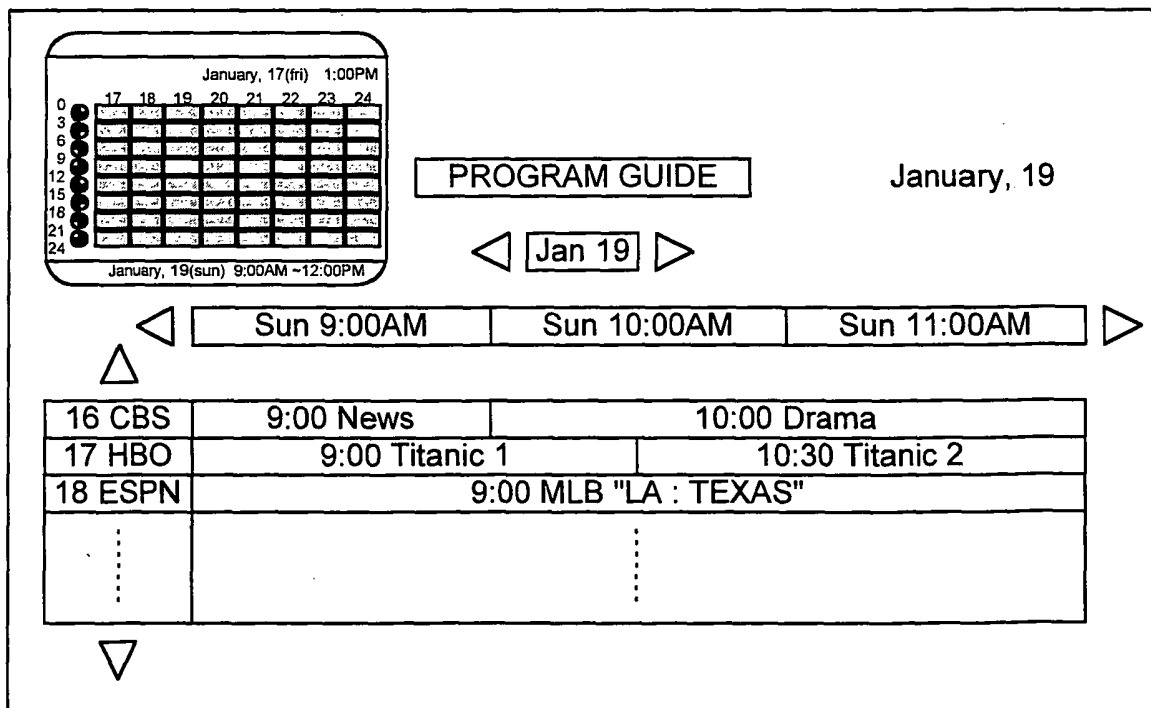 January, 17(fri) 1:00PM
17 18 19 20 21 22 23 24
0
3
6
9
12
15
18
21
24
January, 19(sun) 9:00AM ~12:00PM
PROGRAM GUIDE
January, 19
Jan 19
Sun 9:00AM Sun 10:00AM Sun 11:00AM
16 CBS 9:00 News 10:00 Drama
17 HBO 9:00 Titanic 1 10:30 Titanic 2
18 ESPN 9:00 MLB "LA : TEXAS"